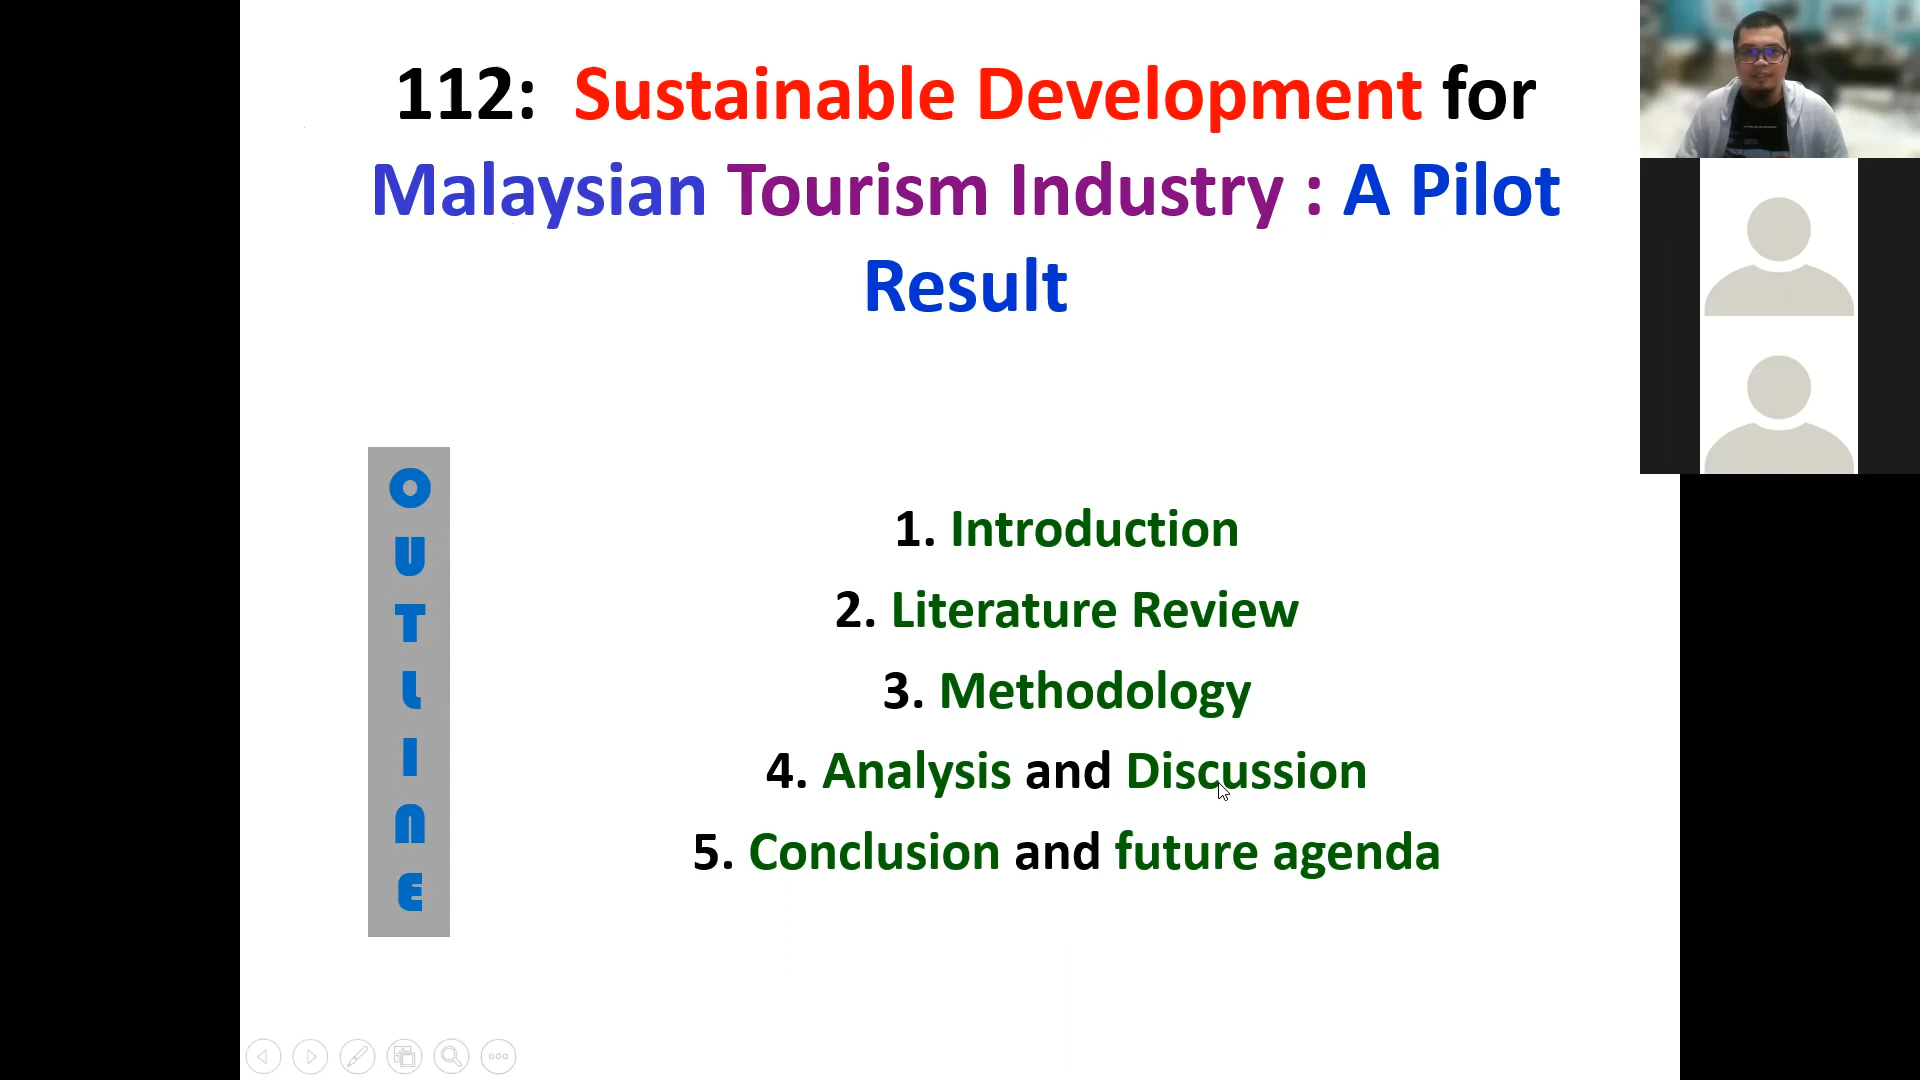 112: Sustainable Development for
Malaysian Tourism Industry : A Pilot
Result
OUTLINE
1. Introduction
2. Literature Review
3. Methodology
4. Analysis and Discussion
5. Conclusion and future agenda